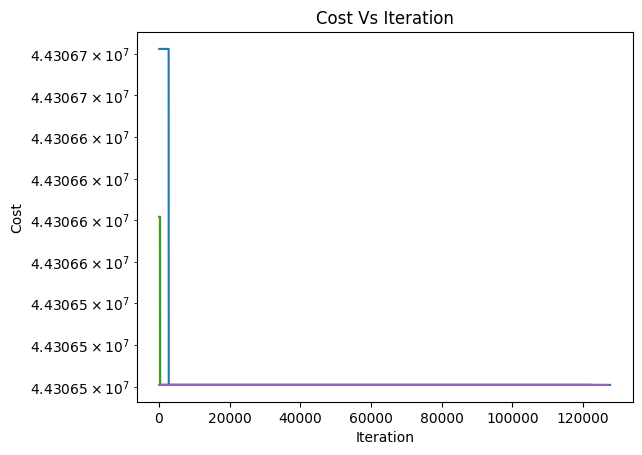 Cost Vs Iteration
4.43067 × 10⁷
4.43067 × 10⁷
4.43066 × 10⁷
4.43066 × 10⁷
4.43066 × 10⁷
4.43066 × 10⁷
4.43065 × 10⁷
4.43065 × 10⁷
4.43065 × 10⁷
Cost
0 20000 40000 60000 80000 100000 120000
Iteration